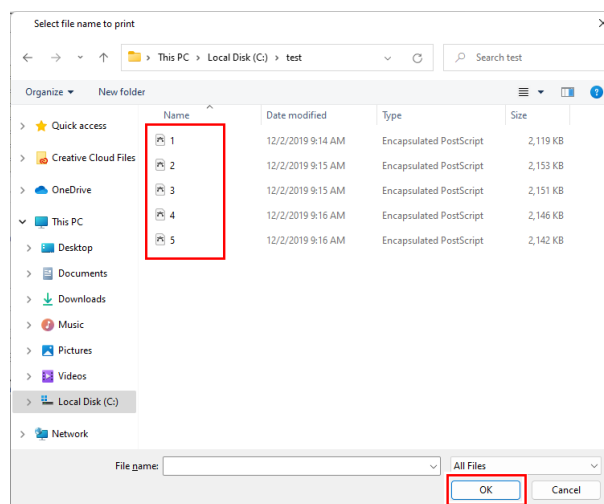 Select file name to print
This PC > Local Disk (C:) > test
Search test
Organize
New folder
Name Date modified Type Size
Quick access
Creative Cloud Files
OneDrive
This PC
Desktop
Documents
Downloads
Music
Pictures
Videos
Local Disk (C:)
Network
1 12/2/2019 9:14 AM Encapsulated PostScript 2,119 KB
2 12/2/2019 9:15 AM Encapsulated PostScript 2,153 KB
3 12/2/2019 9:15 AM Encapsulated PostScript 2,151 KB
4 12/2/2019 9:16 AM Encapsulated PostScript 2,146 KB
5 12/2/2019 9:16 AM Encapsulated PostScript 2,142 KB
File name:
All Files
OK
Cancel